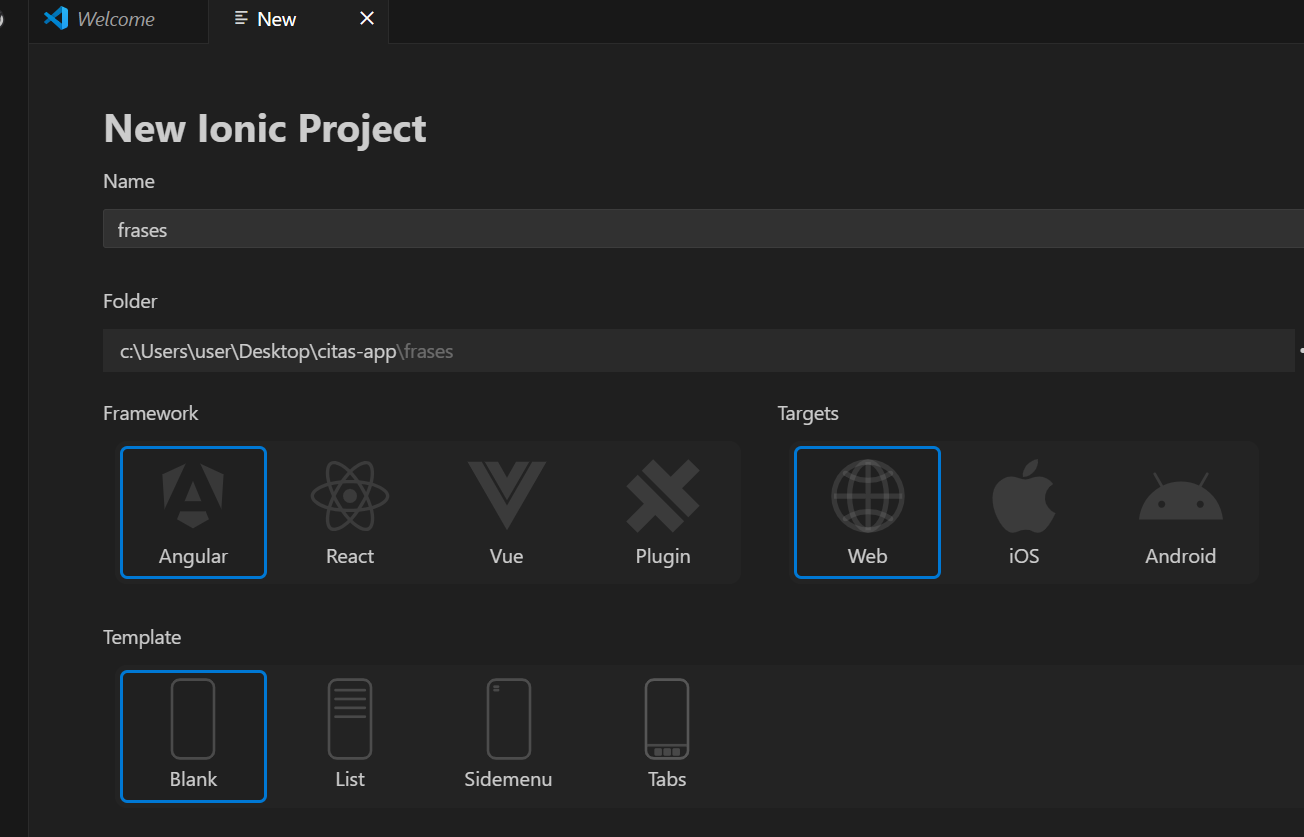 Welcome
New
New Ionic Project
Name
frases
Folder
c:\Users\user\Desktop\citas-app\frases
Framework
Targets
Angular
React
Vue
Plugin
Web
iOS
Android
Template
Blank
List
Sidemenu
Tabs